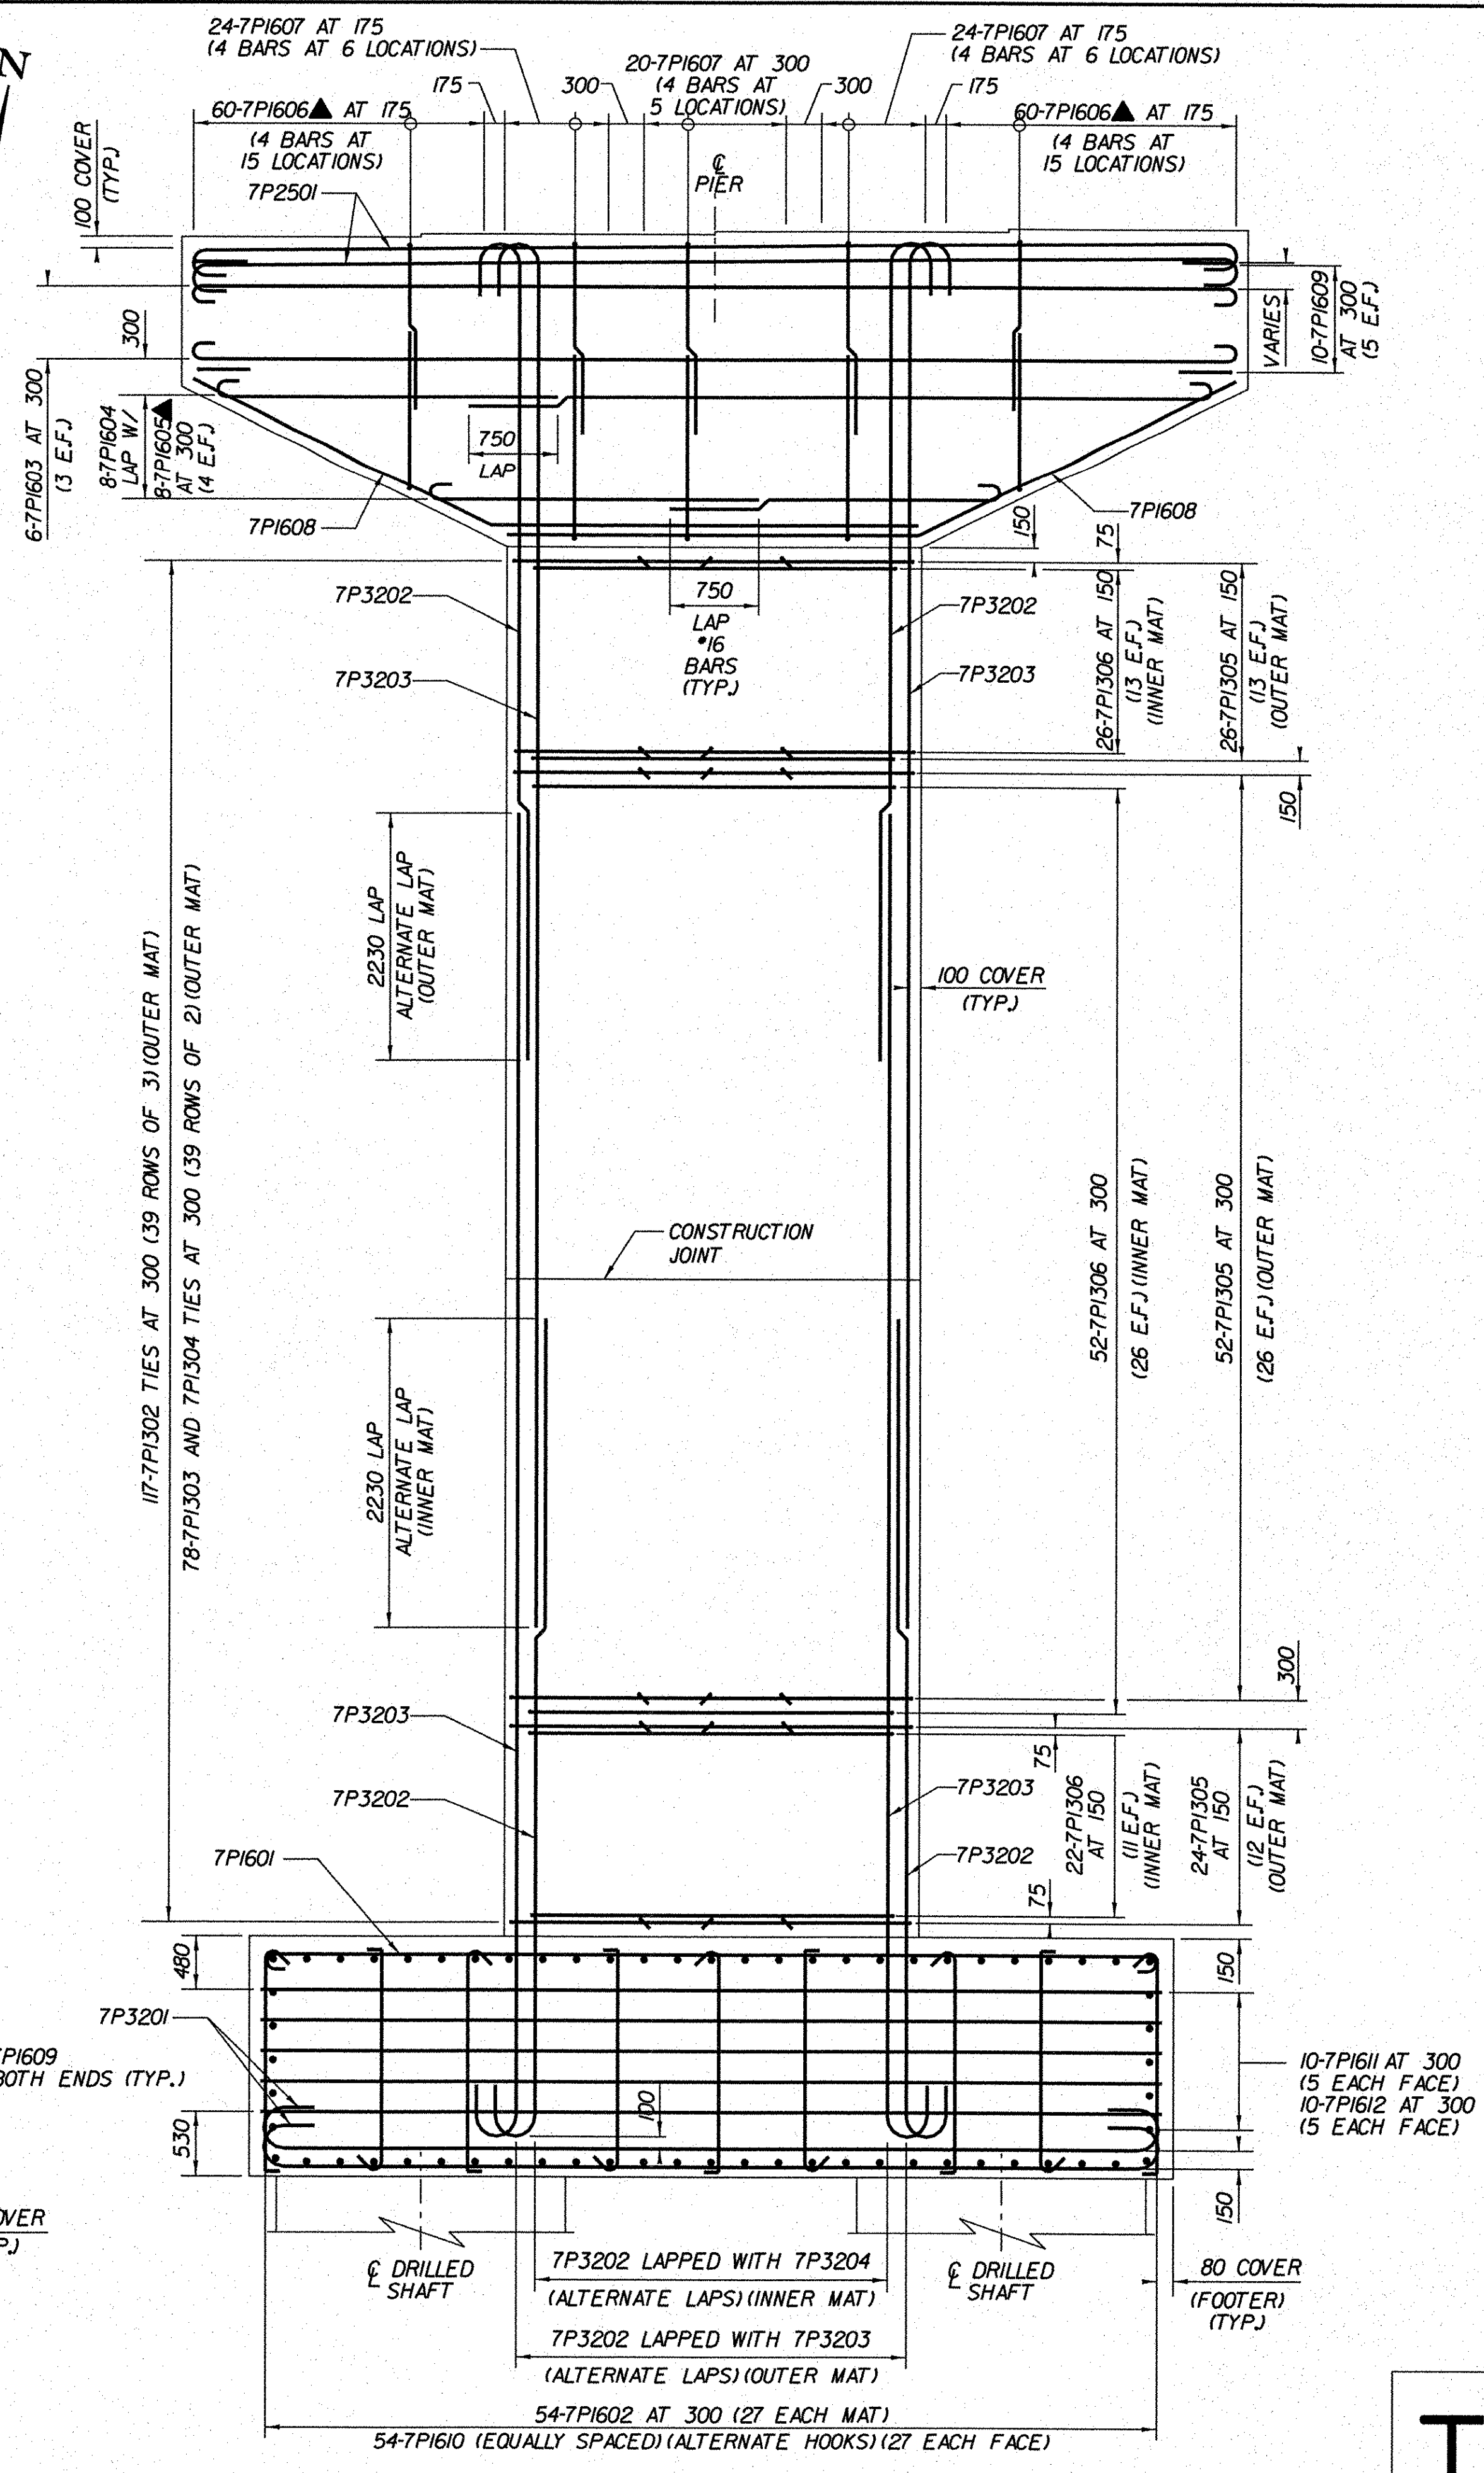 N
24-7P1607 AT 175
(4 BARS AT 6 LOCATIONS)
24-7P1607 AT 175
(4 BARS AT 6 LOCATIONS)
20-7P1607 AT 300
(4 BARS AT
5 LOCATIONS)
175
300
300
175
60-7P1606▲ AT 175
(4 BARS AT
15 LOCATIONS)
60-7P1606▲ AT 175
(4 BARS AT
15 LOCATIONS)
℄
PIER
100 COVER
(TYP.)
7P2501
300
6-7P1603 AT 300
(3 E.F.)
8-7P1604
LAP W/
8-7P1605▲
AT 300
(4 E.F.)
VARIES
10-7P1609
AT 300
(5 E.F.)
750
LAP
7P1608
7P1608
150
75
7P3202
7P3203
750
LAP
#16
BARS
(TYP.)
7P3202
7P3203
26-7P1306 AT 150
(13 E.F.)
(INNER MAT)
26-7P1305 AT 150
(13 E.F.)
(OUTER MAT)
150
2230 LAP
ALTERNATE LAP
(OUTER MAT)
100 COVER
(TYP.)
117-7P1302 TIES AT 300 (39 ROWS OF 3)(OUTER MAT)
78-7P1303 AND 7P1304 TIES AT 300 (39 ROWS OF 2)(OUTER MAT)
CONSTRUCTION
JOINT
52-7P1306 AT 300
(26 E.F.)(INNER MAT)
52-7P1305 AT 300
(26 E.F.)(OUTER MAT)
2230 LAP
ALTERNATE LAP
(INNER MAT)
300
7P3203
7P3202
75
7P3203
7P3202
22-7P1306
AT 150
(11 E.F.)
(INNER MAT)
24-7P1305
AT 150
(12 E.F.)
(OUTER MAT)
7P1601
75
480
150
7P3201
P1609
BOTH ENDS (TYP.)
530
100
10-7P1611 AT 300
(5 EACH FACE)
10-7P1612 AT 300
(5 EACH FACE)
150
OVER
P.)
℄ DRILLED
SHAFT
7P3202 LAPPED WITH 7P3204
(ALTERNATE LAPS)(INNER MAT)
℄ DRILLED
SHAFT
80 COVER
(FOOTER)
(TYP.)
7P3202 LAPPED WITH 7P3203
(ALTERNATE LAPS)(OUTER MAT)
54-7P1602 AT 300 (27 EACH MAT)
54-7P1610 (EQUALLY SPACED)(ALTERNATE HOOKS)(27 EACH FACE)